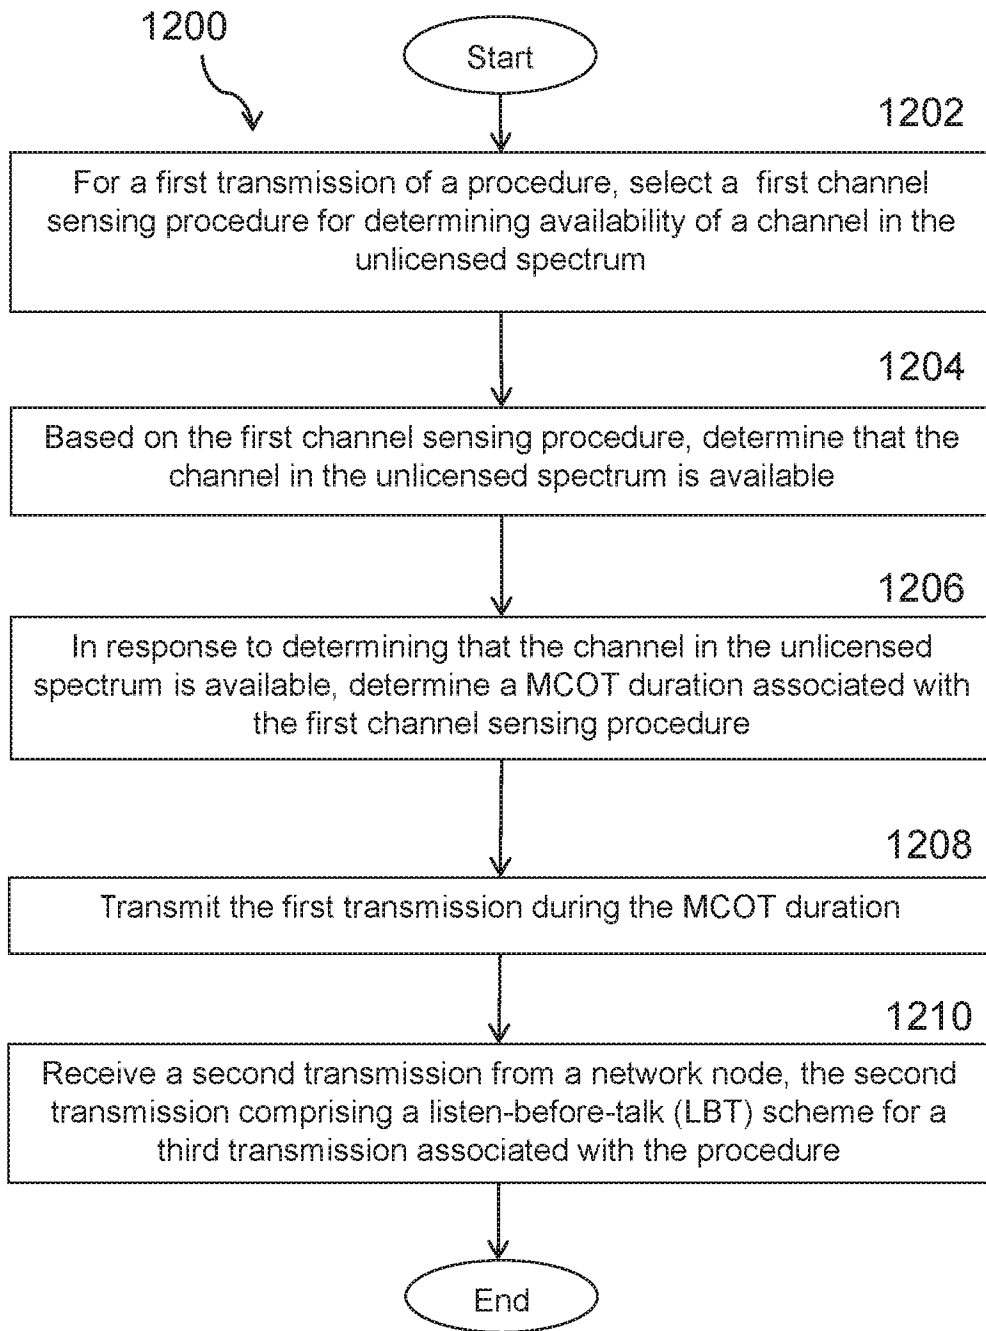 1200
Start
1202
For a first transmission of a procedure, select a first channel
sensing procedure for determining availability of a channel in the
unlicensed spectrum
1204
Based on the first channel sensing procedure, determine that the
channel in the unlicensed spectrum is available
1206
In response to determining that the channel in the unlicensed
spectrum is available, determine a MCOT duration associated with
the first channel sensing procedure
1208
Transmit the first transmission during the MCOT duration
1210
Receive a second transmission from a network node, the second
transmission comprising a listen-before-talk (LBT) scheme for a
third transmission associated with the procedure
End